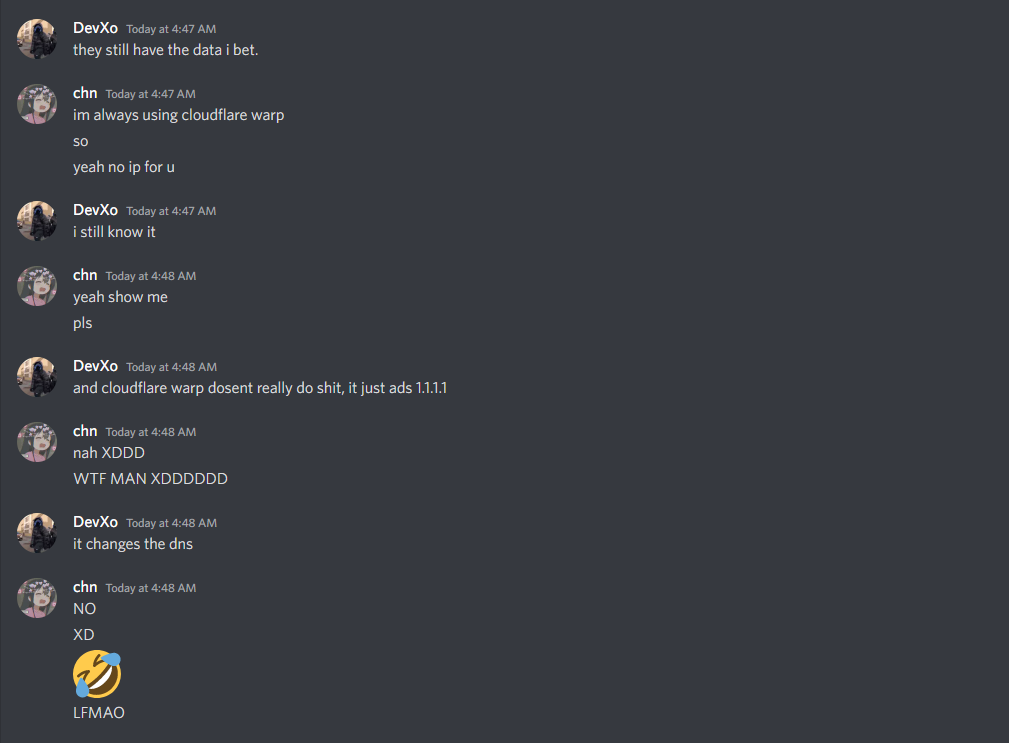 DevXo Today at 4:47 AM
they still have the data i bet.
chn Today at 4:47 AM
im always using cloudflare warp
so
yeah no ip for u
DevXo Today at 4:47 AM
i still know it
chn Today at 4:48 AM
yeah show me
pls
DevXo Today at 4:48 AM
and cloudflare warp dosent really do shit, it just ads 1.1.1.1
chn Today at 4:48 AM
nah XDDD
WTF MAN XDDDDDD
DevXo Today at 4:48 AM
it changes the dns
chn Today at 4:48 AM
NO
XD
LFMAO